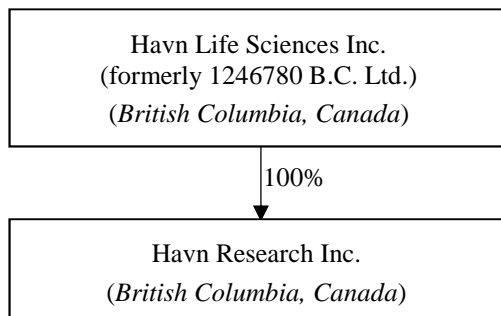 Havn Life Sciences Inc.
(formerly 1246780 B.C. Ltd.)
(British Columbia, Canada)
100%
Havn Research Inc.
(British Columbia, Canada)